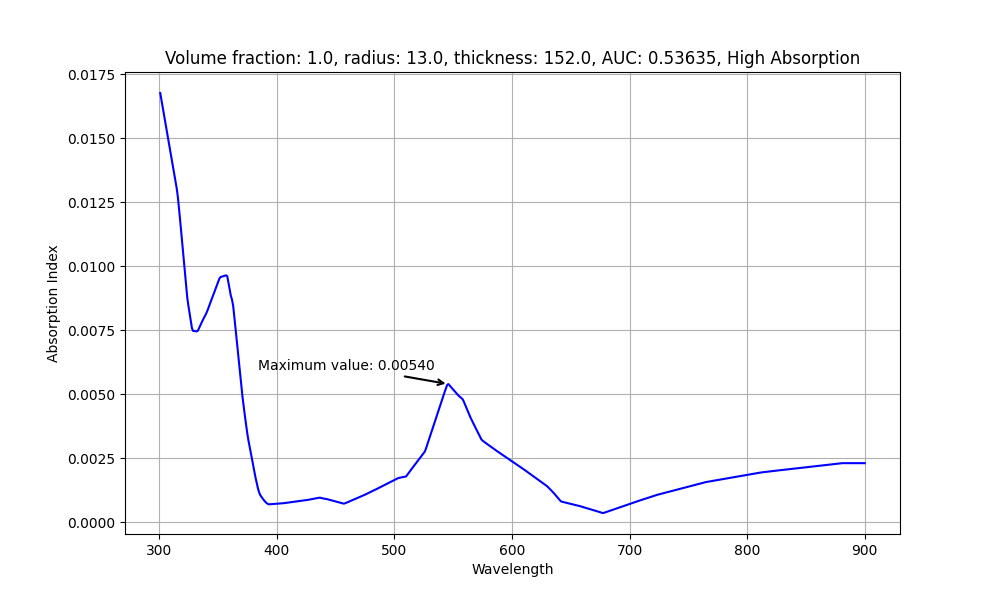 Volume fraction: 1.0, radius: 13.0, thickness: 152.0, AUC: 0.53635, High Absorption
0.0175
0.0150
0.0125
0.0100
0.0075
0.0050
0.0025
0.0000
Absorption Index
Maximum value: 0.00540
300 400 500 600 700 800 900
Wavelength